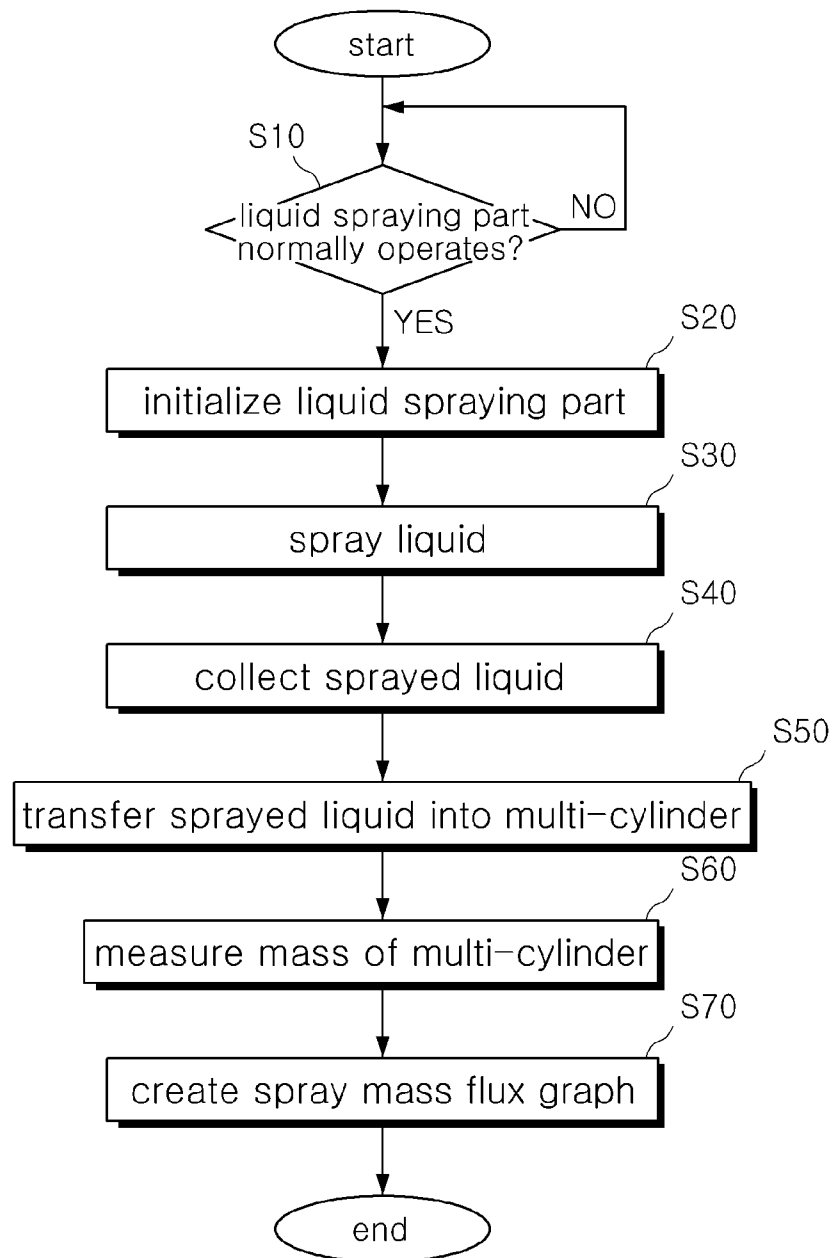 start
S10
liquid spraying part
normally operates?
NO
YES
S20
initialize liquid spraying part
S30
spray liquid
S40
collect sprayed liquid
S50
transfer sprayed liquid into multi-cylinder
S60
measure mass of multi-cylinder
S70
create spray mass flux graph
end